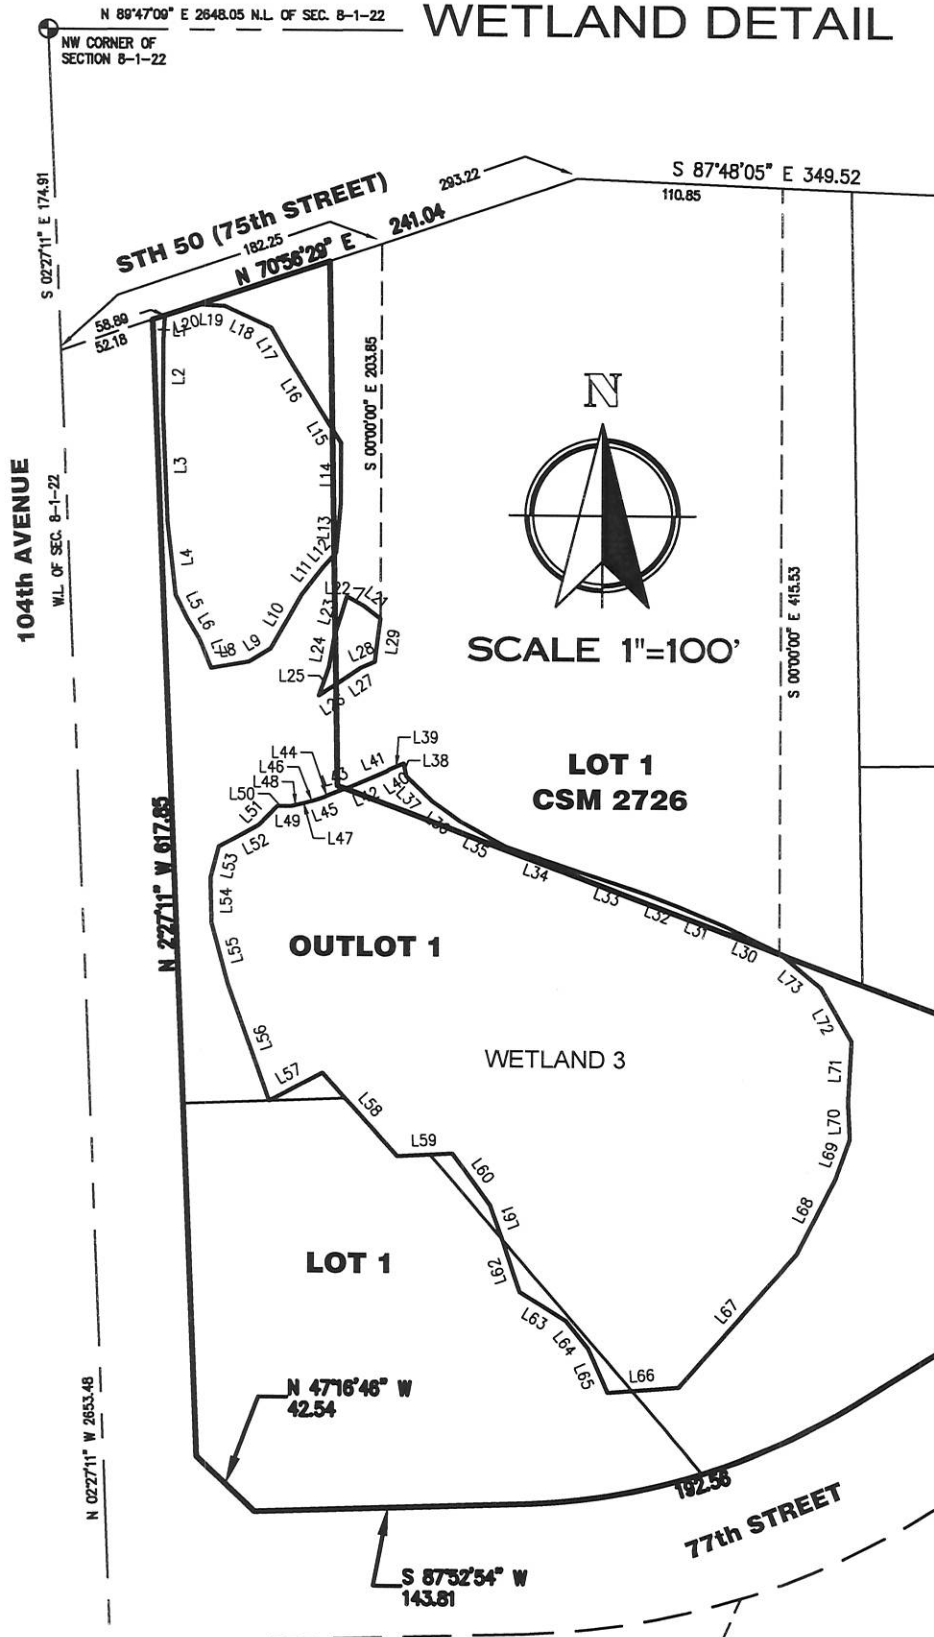 WETLAND DETAIL
N 89°47'09" E 2648.05 N.L. OF SEC. 8-1-22
NW CORNER OF
SECTION 8-1-22
S 02°27'11" E 174.91
STH 50 (75th STREET)
182.25
N 70°56'29" E
241.04
293.22
S 87°48'05" E 349.52
110.85
58.89
52.18
L1
L20
L19
L18
L17
L2
L16
L3
L15
L14
L13
L12
L4
L11
L5
L6
L7
L8
L9
L10
S 00°00'00" E 203.85
N
SCALE 1"=100'
S 00°00'00" E 415.53
104th AVENUE
W.L. OF SEC. 8-1-22
L22
L21
L23
L24
L29
L28
L25
L27
L26
LOT 1
CSM 2726
L39
L38
L41
L40
L44
L43
L42
L46
L48
L50
L51
L49
L45
L47
L37
L36
L35
L52
L53
L34
L54
L33
L32
L31
L30
L55
N 2°27'11" W 617.85
OUTLOT 1
L73
L72
L56
WETLAND 3
L57
L71
L58
L70
L59
L69
L60
L68
L61
LOT 1
L62
L67
L63
L64
L65
L66
N 47°16'46" W
42.54
N 02°27'11" W 2653.48
192.56
77th STREET
S 87°52'54" W
143.81